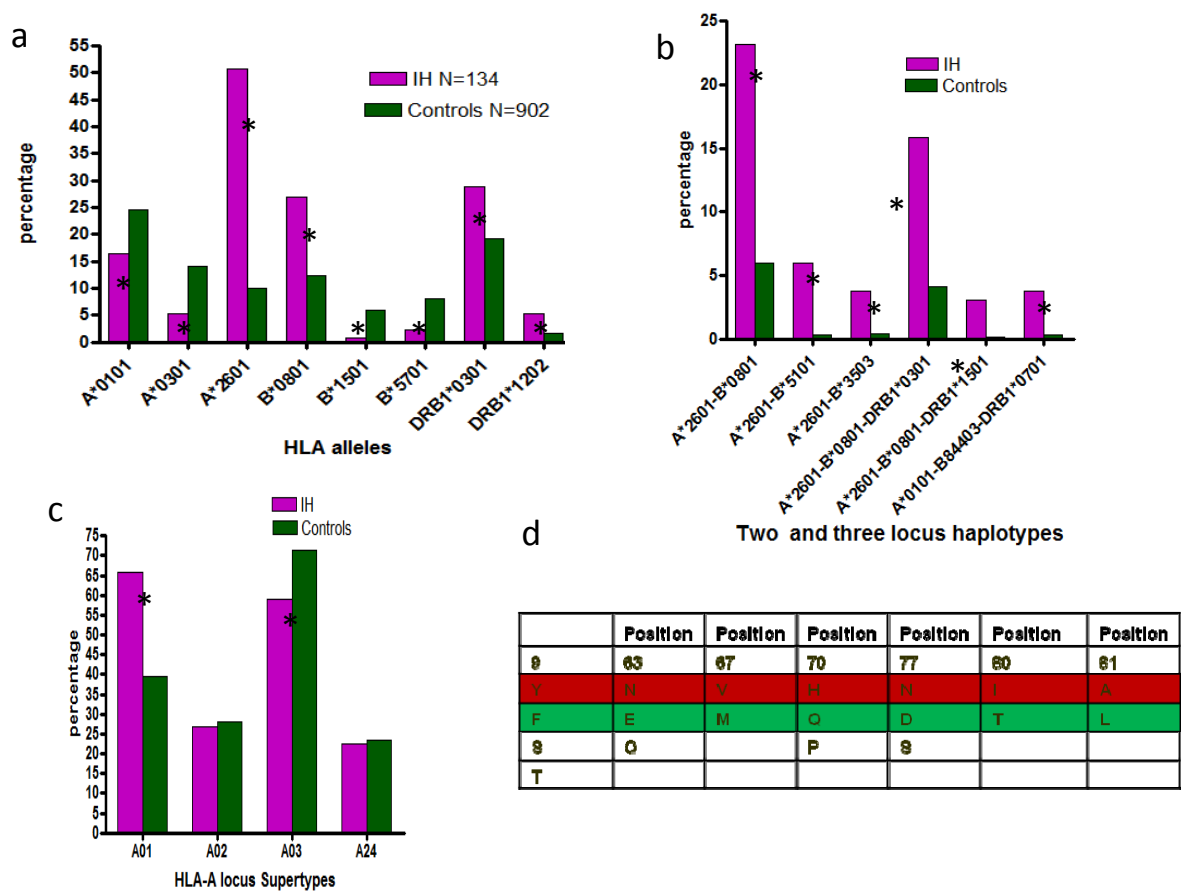 a
55
50
45
40
35
30
25
20
15
10
5
0
percentage
IH N=134
Controls N=902
*
*
*
*
*
*
*
*
A*0101
A*0301
A*2601
B*0801
B*1501
B*5701
DRB1*0301
DRB1*1202
HLA alleles
b
25
20
15
10
5
0
percentage
IH
Controls
*
*
*
*
*
*
A*2601-B*0801
A*2601-B*5101
A*2601-B*3503
A*2601-B*0801-DRB1*0301
A*2601-B*0801-DRB1*1501
A*0101-B84403-DRB1*0701
Two and three locus haplotypes
c
75
70
65
60
55
50
45
40
35
30
25
20
15
10
5
0
percentage
IH
Controls
*
*
A01
A02
A03
A24
HLA-A locus Supertypes
d
Position Position Position Position Position Position
9 63 67 70 77 80 81
Y N V H N I A
F E M Q D T L
S Q P S
T